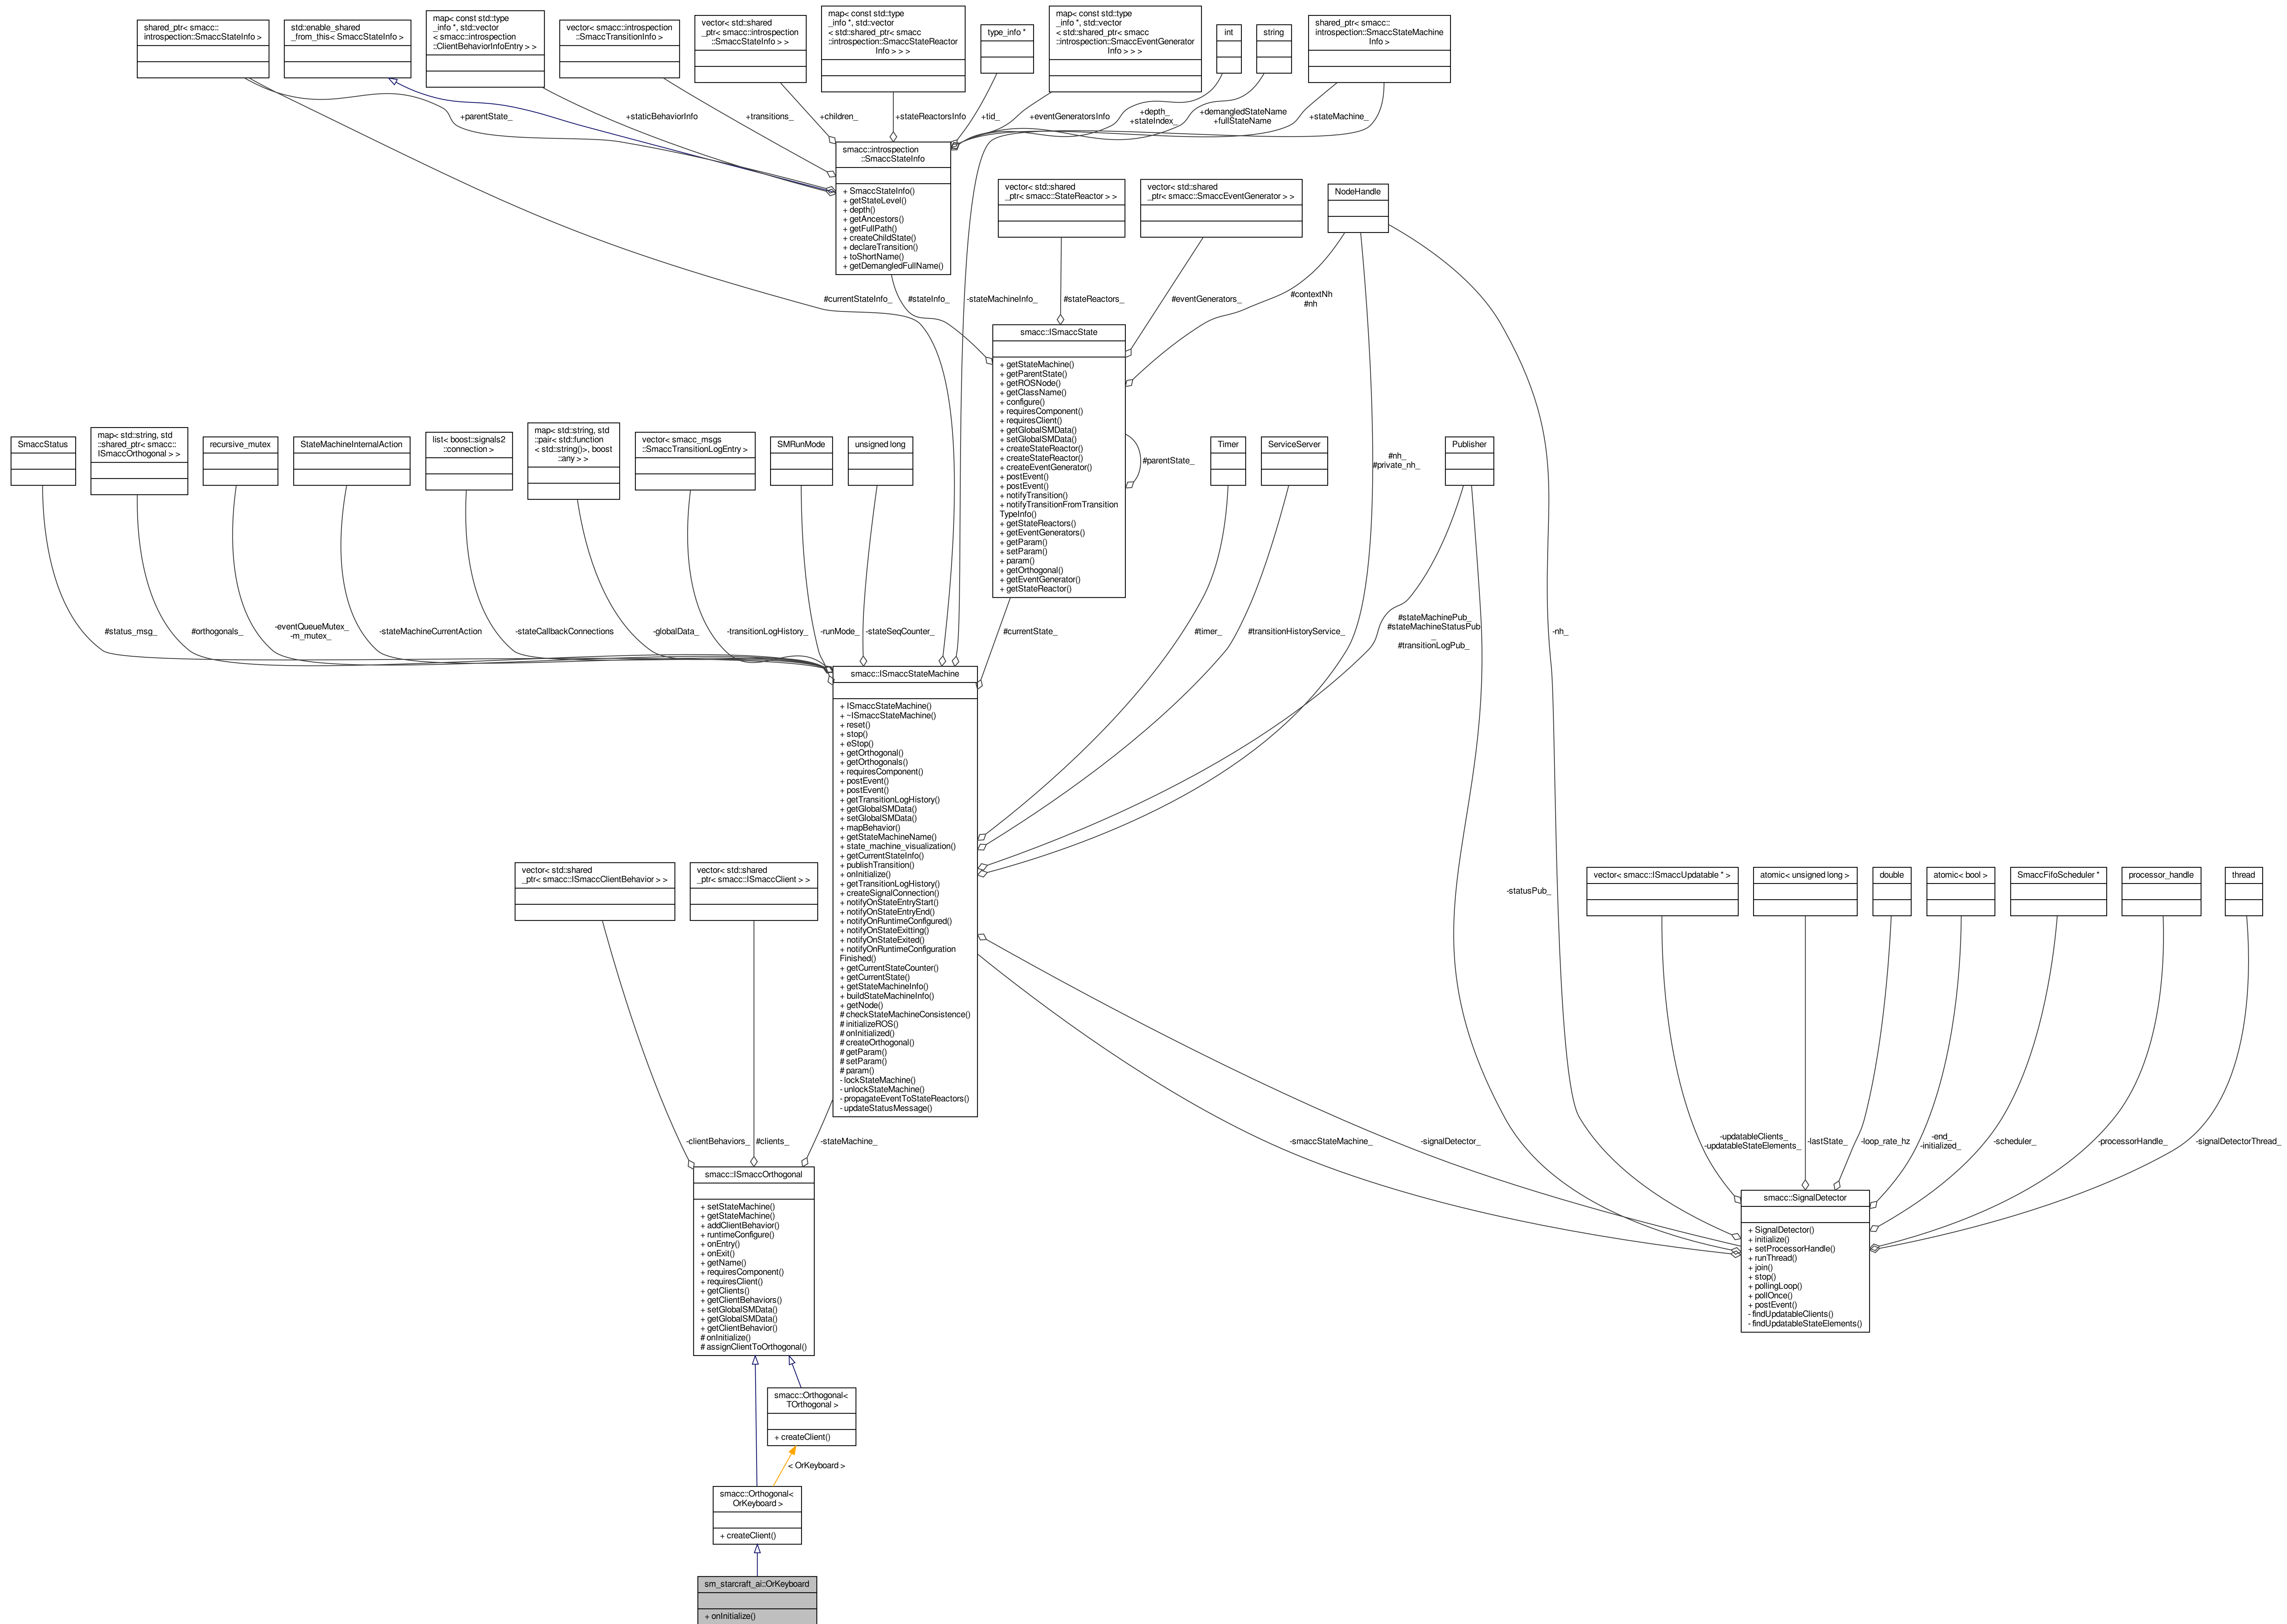 shared_ptr< smacc::
introspection::SmaccStateInfo >
std::enable_shared
_from_this< SmaccStateInfo >
map< const std::type
_info *, std::vector
< smacc::introspection
::ClientBehaviorInfoEntry > >
vector< smacc::introspection
::SmaccTransitionInfo >
vector< std::shared
_ptr< smacc::introspection
::SmaccStateInfo > >
map< const std::type
_info *, std::vector
< std::shared_ptr< smacc
::introspection::SmaccStateReactor
Info > > >
type_info *
map< const std::type
_info *, std::vector
< std::shared_ptr< smacc
::introspection::SmaccEventGenerator
Info > > >
int
string
shared_ptr< smacc::
introspection::SmaccStateMachine
Info >
+parentState_
+staticBehaviorInfo
+transitions_
+children_
+stateReactorsInfo
+tid_
+eventGeneratorsInfo
+depth_
+stateIndex_
+demangledStateName
+fullStateName
+stateMachine_
smacc::introspection
::SmaccStateInfo
+ SmaccStateInfo()
+ getStateLevel()
+ depth()
+ getAncestors()
+ getFullPath()
+ createChildState()
+ declareTransition()
+ toShortName()
+ getDemangledFullName()
vector< std::shared
_ptr< smacc::StateReactor > >
vector< std::shared
_ptr< smacc::SmaccEventGenerator > >
NodeHandle
#currentStateInfo_
#stateInfo_
-stateMachineInfo_
#stateReactors_
#eventGenerators_
#contextNh
#nh
smacc::ISmaccState
+ getStateMachine()
+ getParentState()
+ getROSNode()
+ getClassName()
+ configure()
+ requiresComponent()
+ requiresClient()
+ getGlobalSMData()
+ setGlobalSMData()
+ createStateReactor()
+ createStateReactor()
+ createEventGenerator()
+ postEvent()
+ postEvent()
+ notifyTransition()
+ notifyTransitionFromTransition
TypeInfo()
+ getStateReactors()
+ getEventGenerators()
+ getParam()
+ setParam()
+ param()
+ getOrthogonal()
+ getEventGenerator()
+ getStateReactor()
#parentState_
SmaccStatus
map< std::string, std
::shared_ptr< smacc::
ISmaccOrthogonal > >
recursive_mutex
StateMachineInternalAction
list< boost::signals2
::connection >
map< std::string, std
::pair< std::function
< std::string()>, boost
::any > >
vector< smacc_msgs
::SmaccTransitionLogEntry >
SMRunMode
unsigned long
Timer
ServiceServer
Publisher
#nh_
#private_nh_
#status_msg_
#orthogonals_
-eventQueueMutex_
-m_mutex_
-stateMachineCurrentAction
-stateCallbackConnections
-globalData_
-transitionLogHistory_
-runMode_
-stateSeqCounter_
#currentState_
#timer_
#transitionHistoryService_
#stateMachinePub_
#stateMachineStatusPub
_
#transitionLogPub_
-nh_
smacc::ISmaccStateMachine
+ ISmaccStateMachine()
+ ~ISmaccStateMachine()
+ reset()
+ stop()
+ eStop()
+ getOrthogonal()
+ getOrthogonals()
+ requiresComponent()
+ postEvent()
+ postEvent()
+ getTransitionLogHistory()
+ getGlobalSMData()
+ setGlobalSMData()
+ mapBehavior()
+ getStateMachineName()
+ state_machine_visualization()
+ getCurrentStateInfo()
+ publishTransition()
+ onInitialize()
+ getTransitionLogHistory()
+ createSignalConnection()
+ notifyOnStateEntryStart()
+ notifyOnStateEntryEnd()
+ notifyOnRuntimeConfigured()
+ notifyOnStateExitting()
+ notifyOnStateExited()
+ notifyOnRuntimeConfiguration
Finished()
+ getCurrentStateCounter()
+ getCurrentState()
+ getStateMachineInfo()
+ buildStateMachineInfo()
+ getNode()
# checkStateMachineConsistence()
# initializeROS()
# onInitialized()
# createOrthogonal()
# getParam()
# setParam()
# param()
- lockStateMachine()
- unlockStateMachine()
- propagateEventToStateReactors()
- updateStatusMessage()
vector< std::shared
_ptr< smacc::ISmaccClientBehavior > >
vector< std::shared
_ptr< smacc::ISmaccClient > >
-statusPub_
vector< smacc::ISmaccUpdatable * >
atomic< unsigned long >
double
atomic< bool >
SmaccFifoScheduler *
processor_handle
thread
-clientBehaviors_
#clients_
-stateMachine_
-smaccStateMachine_
-signalDetector_
-updatableClients_
-updatableStateElements_
-lastState_
-loop_rate_hz
-end_
-initialized_
-scheduler_
-processorHandle_
-signalDetectorThread_
smacc::ISmaccOrthogonal
+ setStateMachine()
+ getStateMachine()
+ addClientBehavior()
+ runtimeConfigure()
+ onEntry()
+ onExit()
+ getName()
+ requiresComponent()
+ requiresClient()
+ getClients()
+ getClientBehaviors()
+ setGlobalSMData()
+ getGlobalSMData()
+ getClientBehavior()
# onInitialize()
# assignClientToOrthogonal()
smacc::SignalDetector
+ SignalDetector()
+ initialize()
+ setProcessorHandle()
+ runThread()
+ join()
+ stop()
+ pollingLoop()
+ pollOnce()
+ postEvent()
- findUpdatableClients()
- findUpdatableStateElements()
smacc::Orthogonal<
TOrthogonal >
+ createClient()
< OrKeyboard >
smacc::Orthogonal<
OrKeyboard >
+ createClient()
sm_starcraft_ai::OrKeyboard
+ onInitialize()